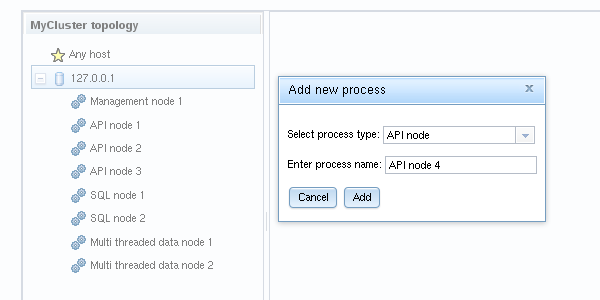 MyCluster topology
Any host
127.0.0.1
Management node 1
API node 1
API node 2
API node 3
SQL node 1
SQL node 2
Multi threaded data node 1
Multi threaded data node 2
Add new process
Select process type: API node
Enter process name: API node 4
Cancel Add